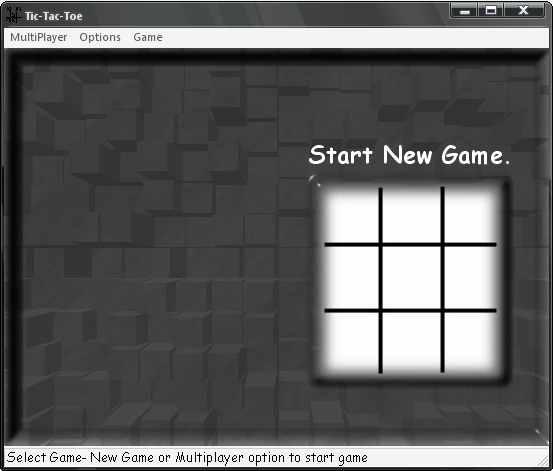 Tic-Tac-Toe
MultiPlayer Options Game
Start New Game.
Select Game- New Game or Multiplayer option to start game